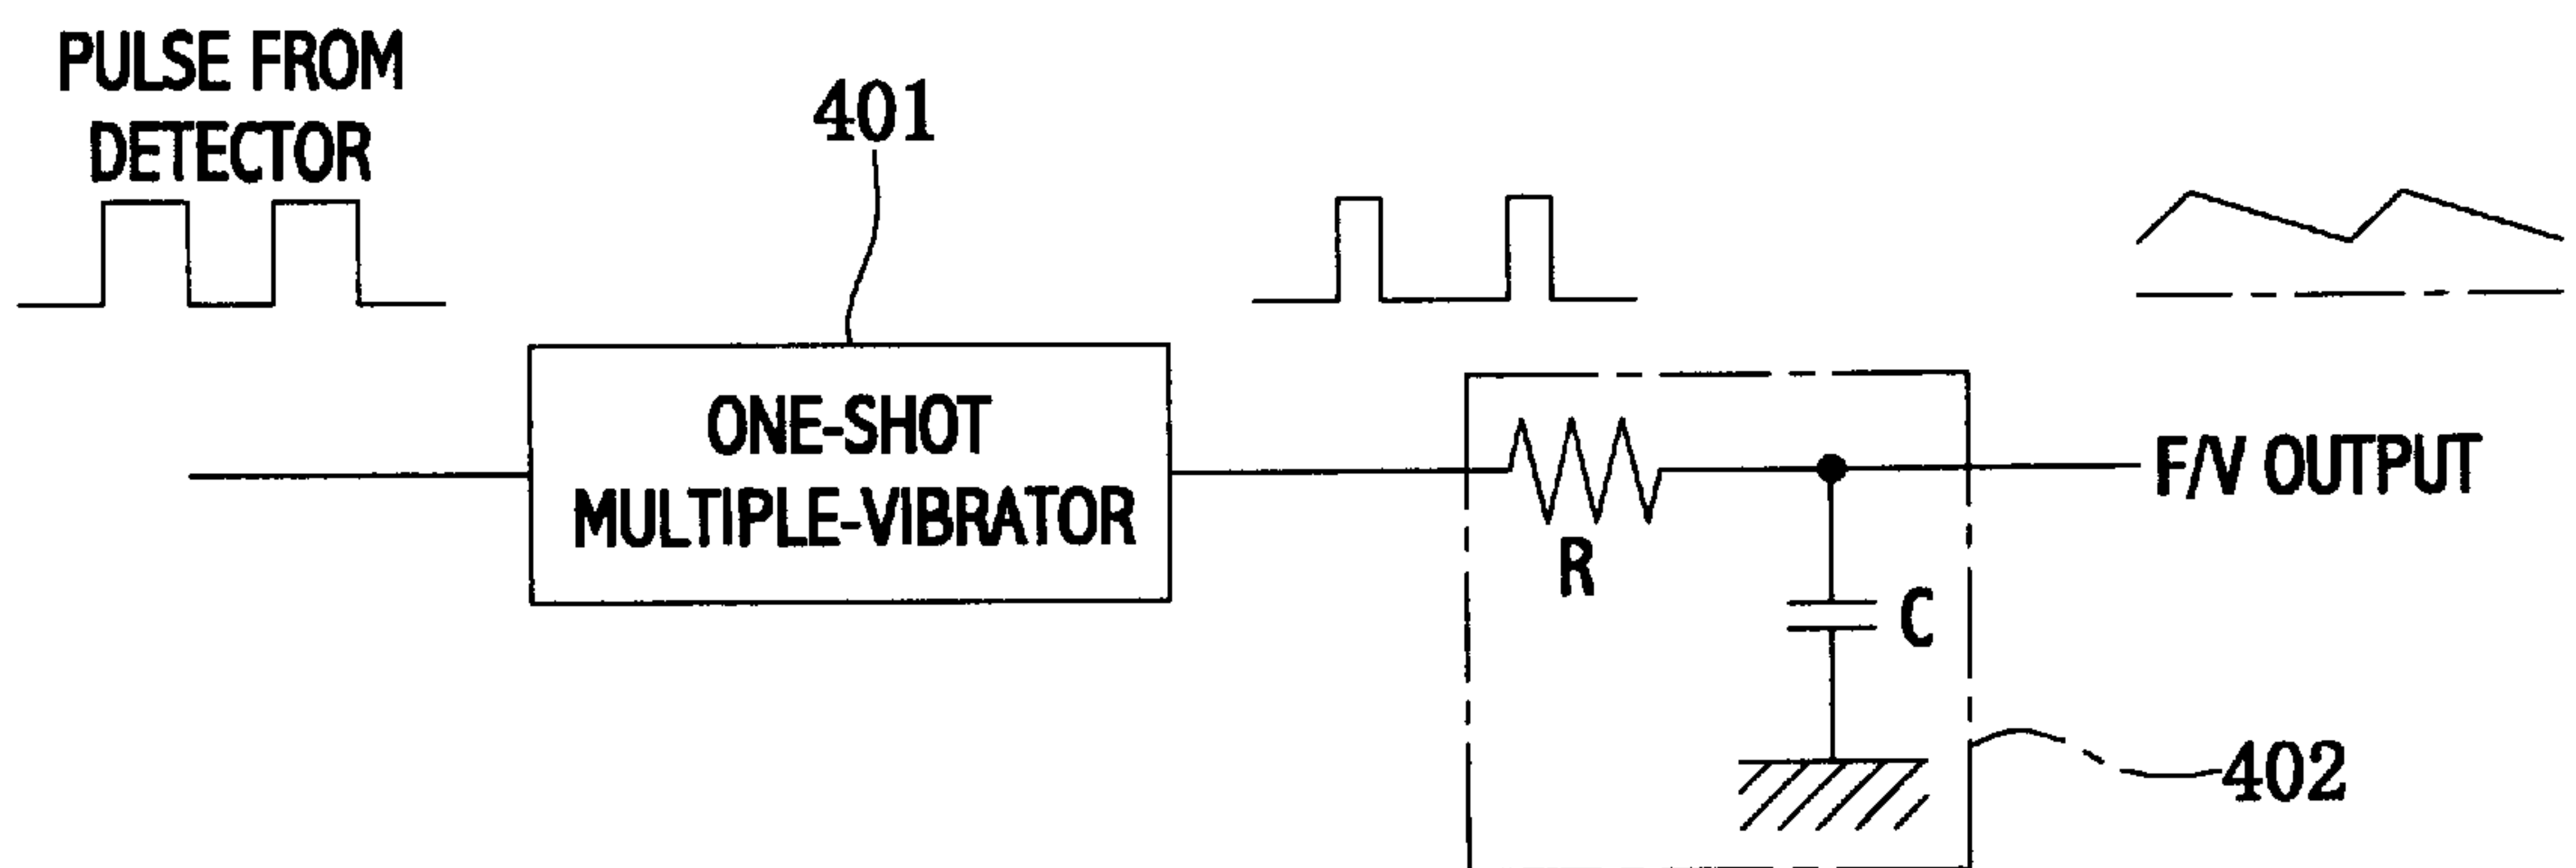 PULSE FROM
DETECTOR
401
ONE-SHOT
MULTIPLE-VIBRATOR
R
C
F/V OUTPUT
402